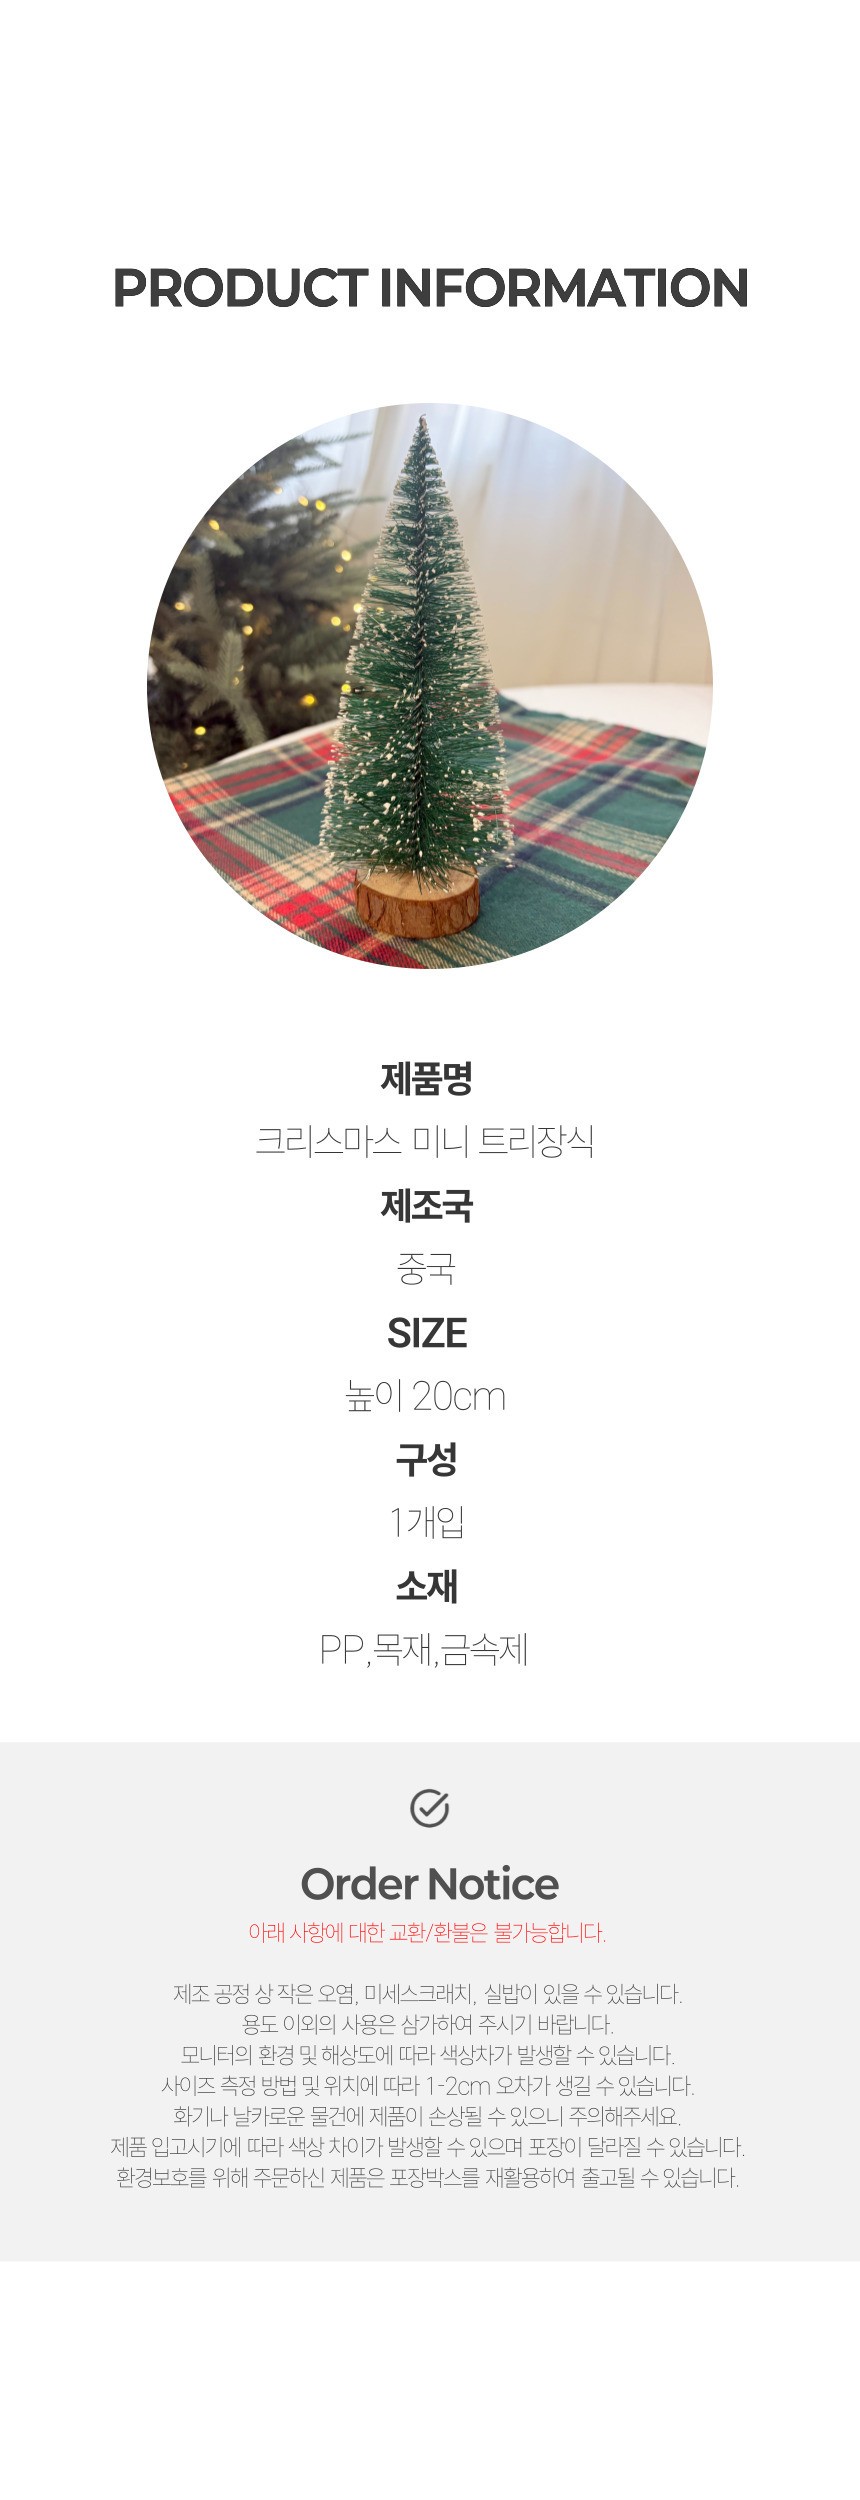 PRODUCT INFORMATION
제품명
크리스마스 미니 트리장식
제조국
중국
SIZE
높이 20cm
구성
1개입
소재
PP,목재,금속제
Order Notice
아래 사항에 대한 교환/환불은 불가능합니다.
제조 공정 상 작은 오염, 미세스크래치, 실밥이 있을 수 있습니다.
용도 이외의 사용은 삼가하여 주시기 바랍니다.
모니터의 환경 및 해상도에 따라 색상차가 발생할 수 있습니다.
사이즈 측정 방법 및 위치에 따라 1-2cm 오차가 생길 수 있습니다.
화기나 날카로운 물건에 제품이 손상될 수 있으니 주의해주세요.
제품 입고시기에 따라 색상 차이가 발생할 수 있으며 포장이 달라질 수 있습니다.
환경보호를 위해 주문하신 제품은 포장박스를 재활용하여 출고될 수 있습니다.